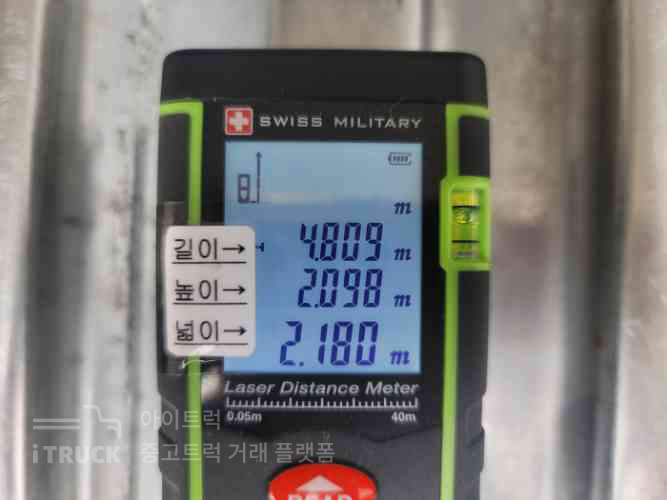 SWISS MILITARY
m
길이→ 4.809 m
높이→ 2.098 m
넓이→ 2.180 m
Laser Distance Meter
0.05m 40m
아이트럭
iTRUCK 중고트럭 거래 플랫폼
READ